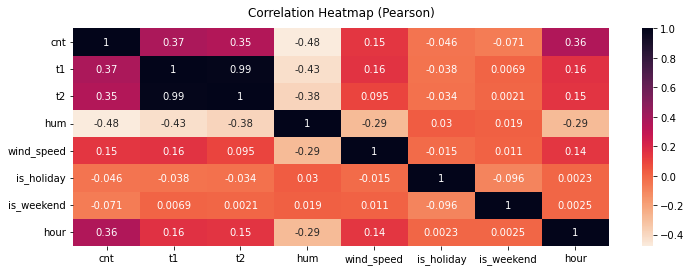 Correlation Heatmap (Pearson)
cnt 1 0.37 0.35 -0.48 0.15 -0.046 -0.071 0.36
t1 0.37 1 0.99 -0.43 0.16 -0.038 0.0069 0.16
t2 0.35 0.99 1 -0.38 0.095 -0.034 0.0021 0.15
hum -0.48 -0.43 -0.38 1 -0.29 0.03 0.019 -0.29
wind_speed 0.15 0.16 0.095 -0.29 1 -0.015 0.011 0.14
is_holiday -0.046 -0.038 -0.034 0.03 -0.015 1 -0.096 0.0023
is_weekend -0.071 0.0069 0.0021 0.019 0.011 -0.096 1 0.0025
hour 0.36 0.16 0.15 -0.29 0.14 0.0023 0.0025 1
cnt t1 t2 hum wind_speed is_holiday is_weekend hour
1.0
0.8
0.6
0.4
0.2
0.0
−0.2
−0.4